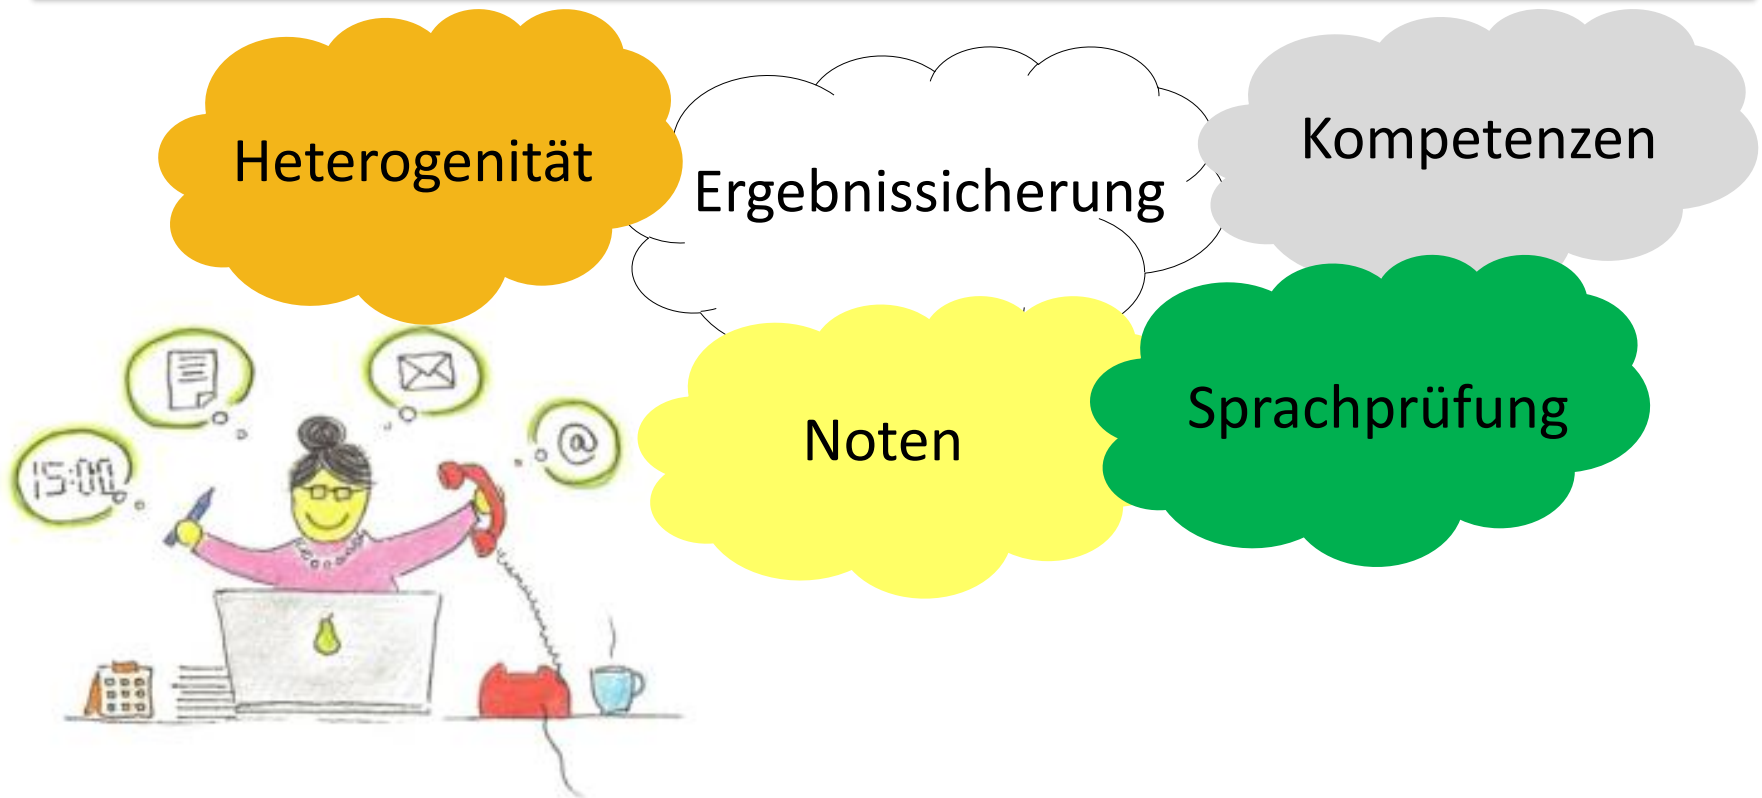 Heterogenität
Ergebnissicherung
Kompetenzen
Noten
Sprachprüfung
15:00
@